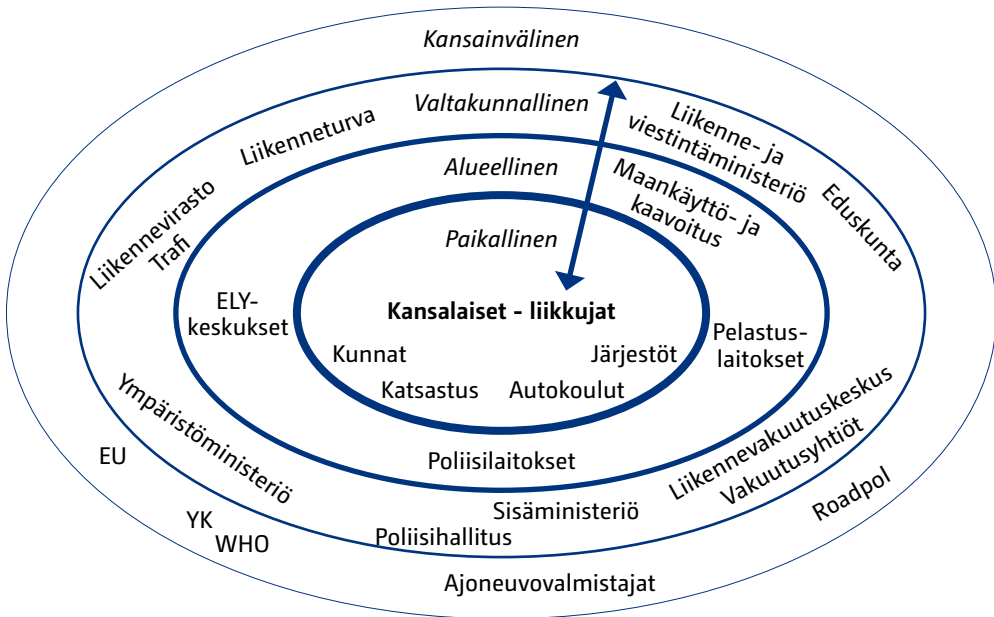 Kansainvälinen
Valtakunnallinen
Liikenneturva
Liikenne- ja
viestintäministeriö
Alueellinen
Maankäyttö- ja
kaavoitus
Eduskunta
Liikennevirasto
Trafi
Paikallinen
ELY-
keskukset
Kansalaiset - liikkujat
Kunnat
Järjestöt
Pelastus-
laitokset
Katsastus
Autokoulut
Ympäristöministeriö
Poliisilaitokset
Liikennevakuutuskeskus
Vakuutusyhtiöt
EU
Roadpol
Sisäministeriö
YK
WHO
Poliisihallitus
Ajoneuvovalmistajat